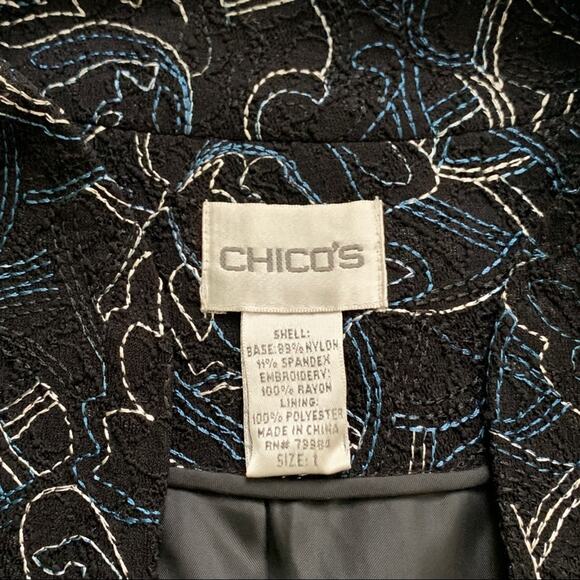 CHICO'S
SHELL:
BASE: 89% NYLON
11% SPANDEX
EMBROIDERY:
100% RAYON
LINING:
100% POLYESTER
MADE IN CHINA
RN# 79984
SIZE: 1